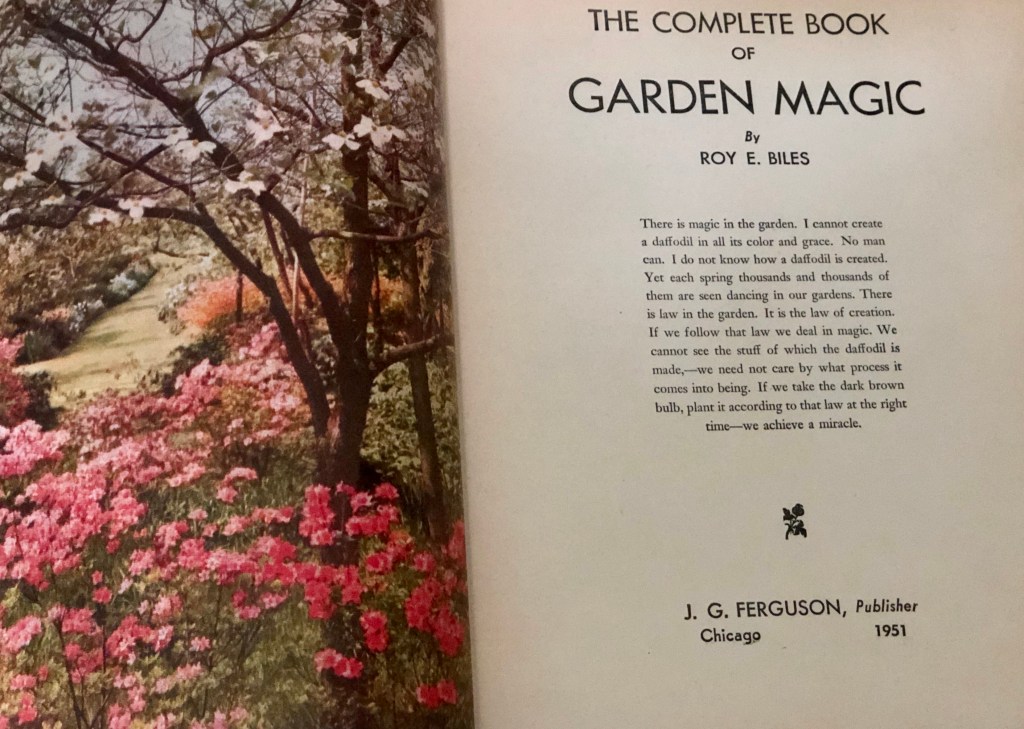 THE COMPLETE BOOK
OF
GARDEN MAGIC
By
ROY E. BILES
There is magic in the garden. I cannot create
a daffodil in all its color and grace. No man
can. I do not know how a daffodil is created.
Yet each spring thousands and thousands of
them are seen dancing in our gardens. There
is law in the garden. It is the law of creation.
If we follow that law we deal in magic. We
cannot see the stuff of which the daffodil is
made,—we need not care by what process it
comes into being. If we take the dark brown
bulb, plant it according to that law at the right
time—we achieve a miracle.
J. G. FERGUSON, Publisher
Chicago 1951